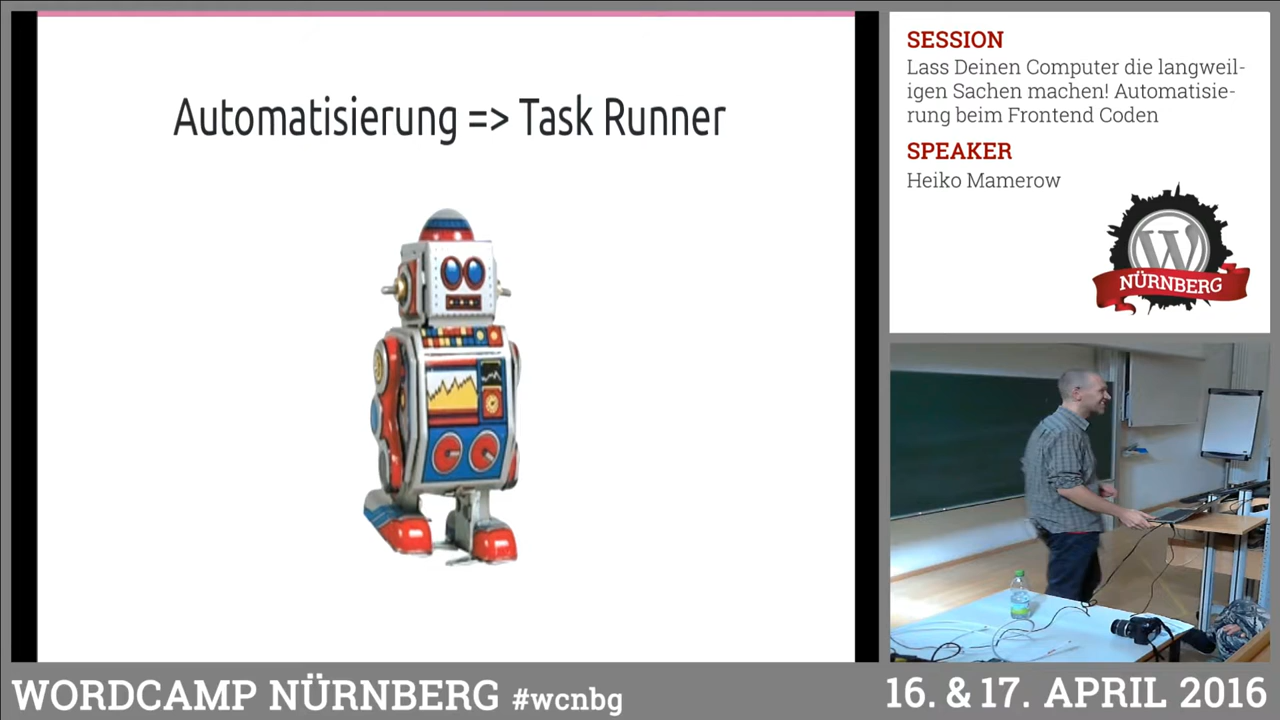 Automatisierung => Task Runner
SESSION
Lass Deinen Computer die langweil-
igen Sachen machen! Automatisie-
rung beim Frontend Coden
SPEAKER
Heiko Mamerow
W
NÜRNBERG
WORDCAMP NÜRNBERG #wcnbg
16. & 17. APRIL 2016